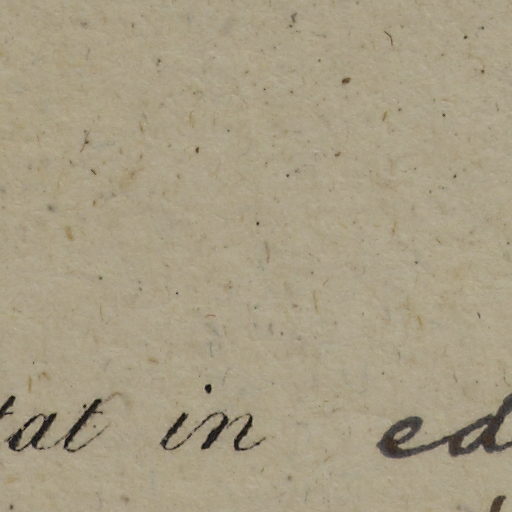 tat in ed